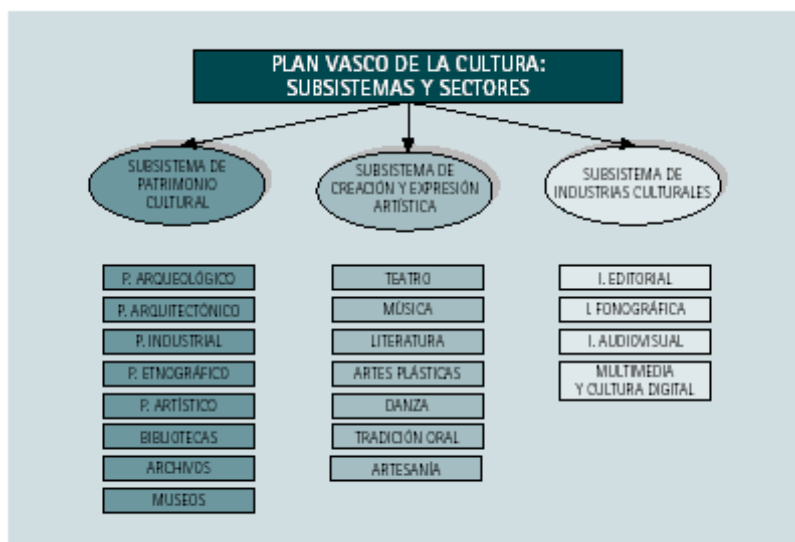 PLAN VASCO DE LA CULTURA:
SUBSISTEMAS Y SECTORES
SUBSISTEMA DE
PATRIMONIO
CULTURAL
SUBSISTEMA DE
CREACIÓN Y EXPRESIÓN
ARTÍSTICA
SUBSISTEMA DE
INDUSTRIAS CULTURALES
P. ARQUEOLÓGICO
P. ARQUITECTÓNICO
P. INDUSTRIAL
P. ETNOGRÁFICO
P. ARTÍSTICO
BIBLIOTECAS
ARCHIVOS
MUSEOS
TEATRO
MÚSICA
LITERATURA
ARTES PLÁSTICAS
DANZA
TRADICIÓN ORAL
ARTESANÍA
I. EDITORIAL
I. FONOGRÁFICA
I. AUDIOVISUAL
MULTIMEDIA
Y CULTURA DIGITAL